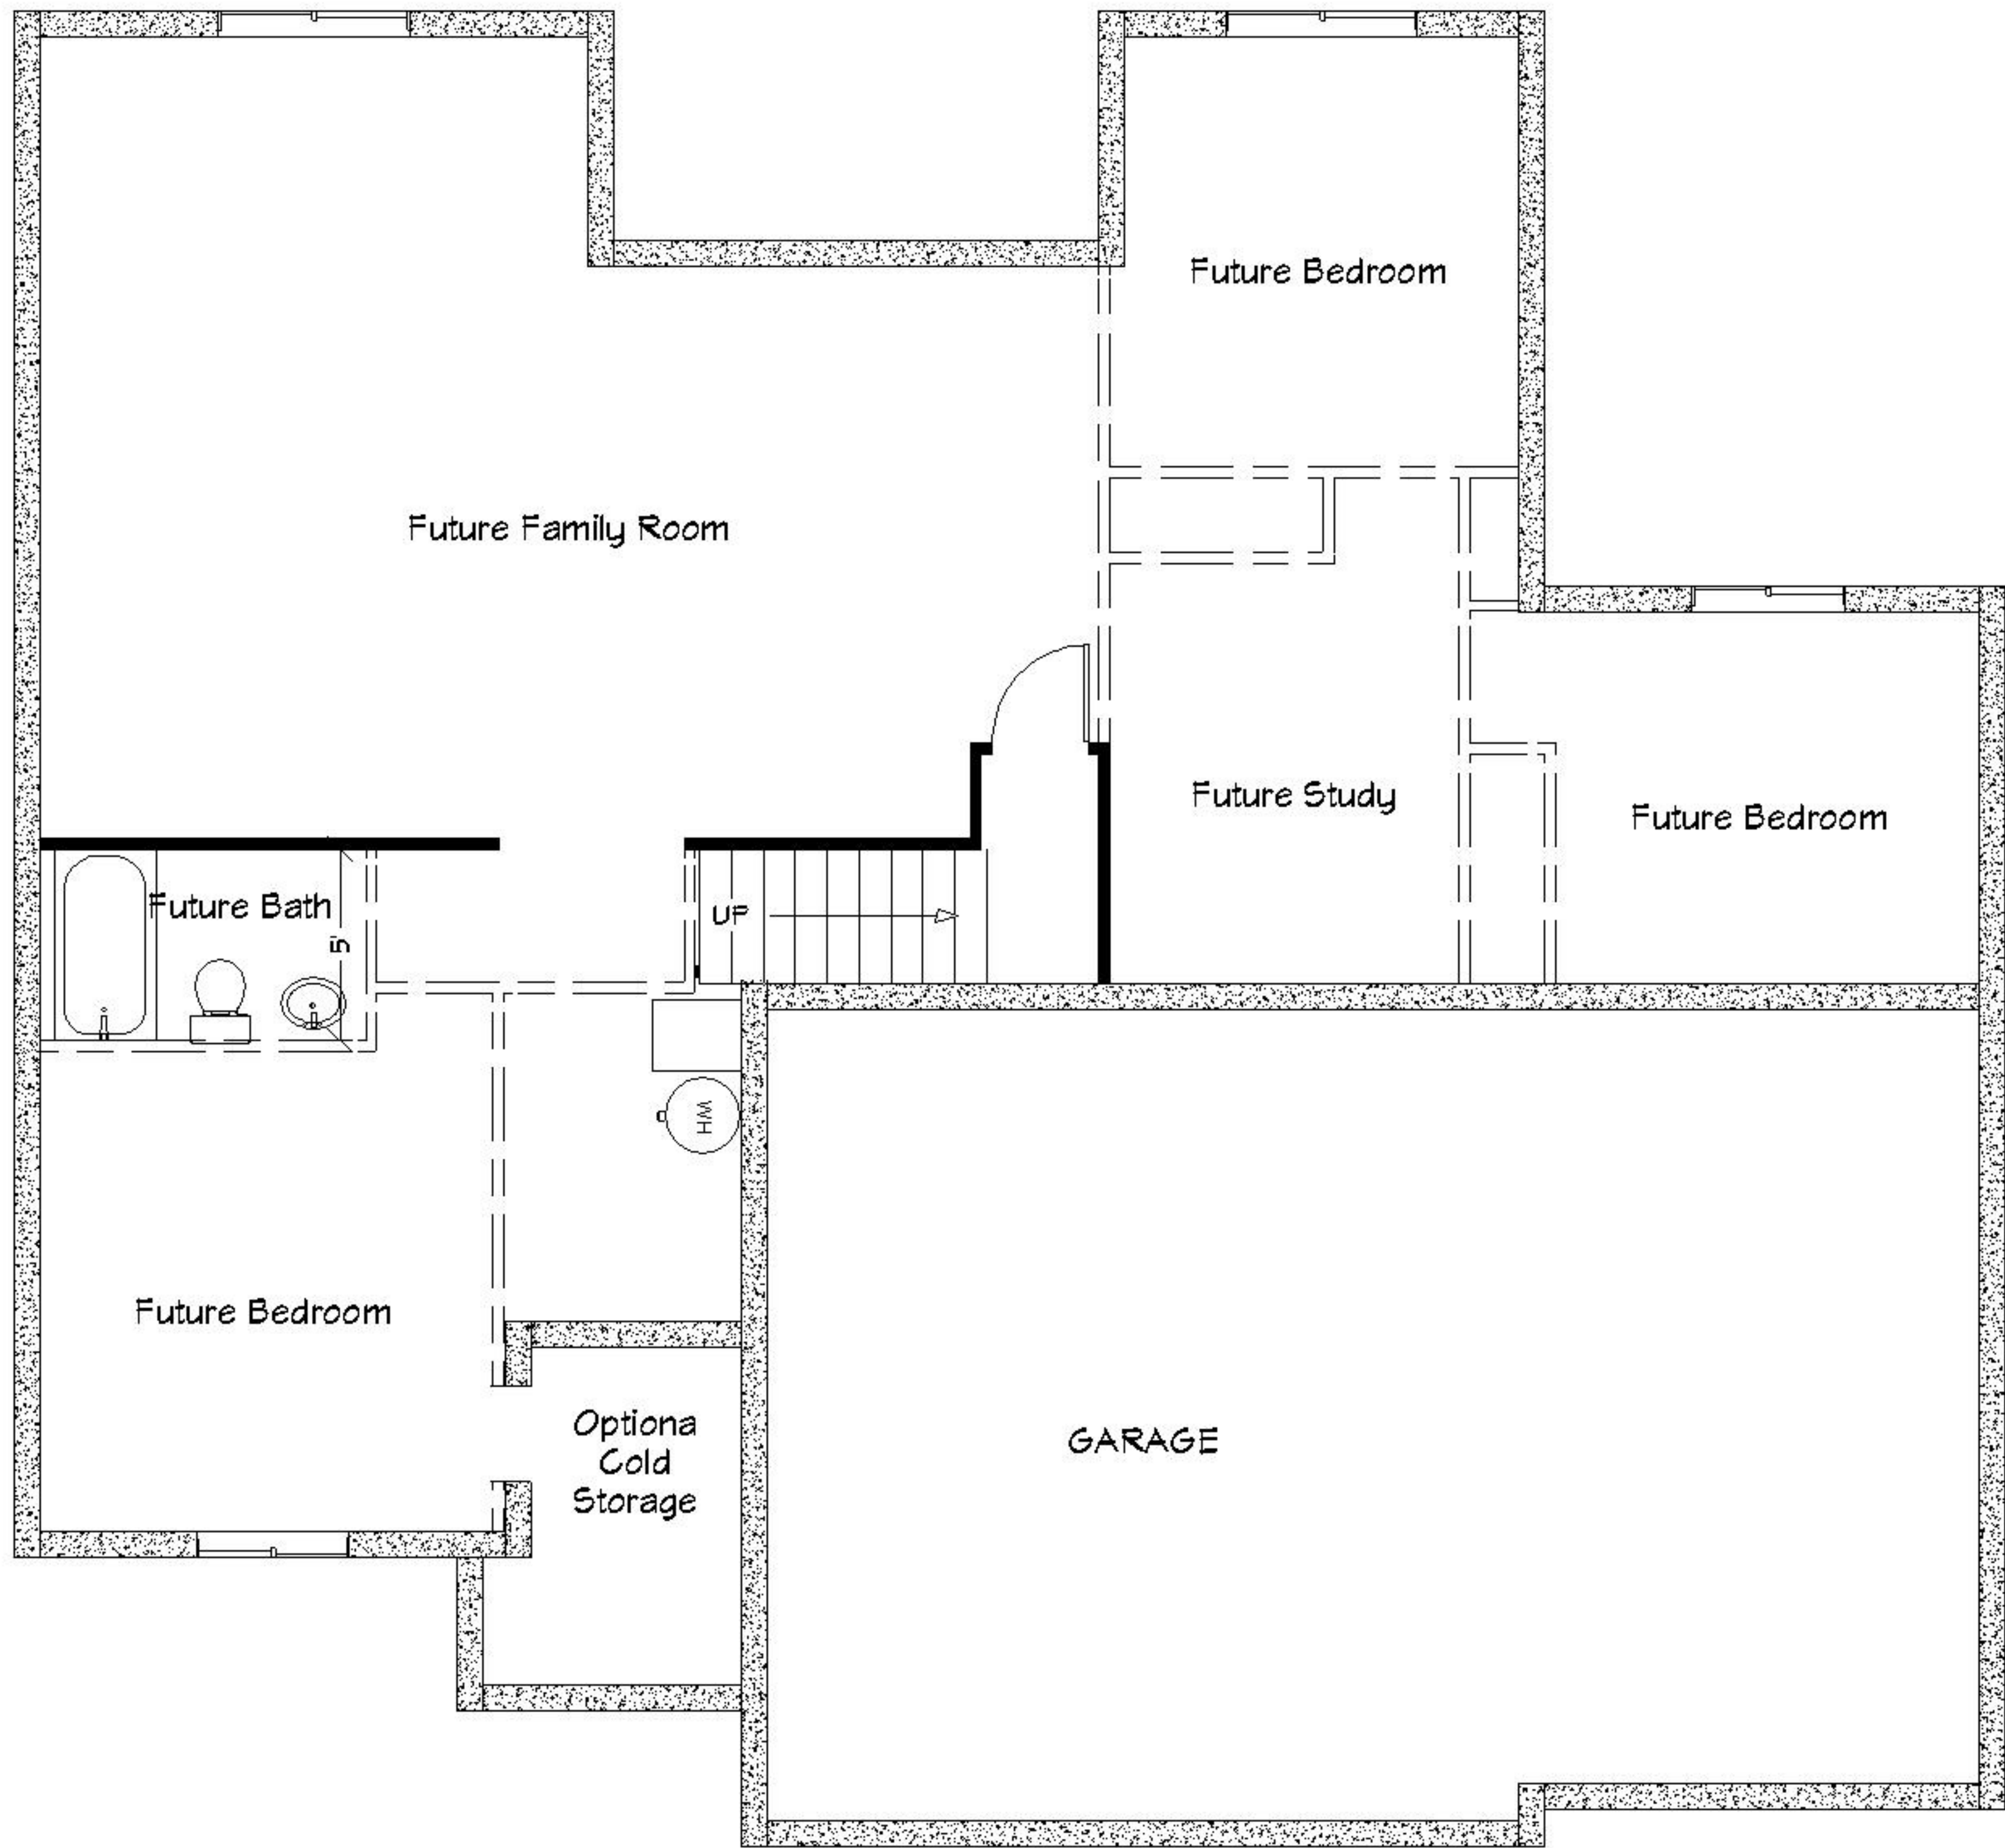 Future Bedroom
Future Family Room
Future Study
Future Bedroom
Future Bath
UP
5'
WH
Future Bedroom
Optiona
Cold
Storage
GARAGE